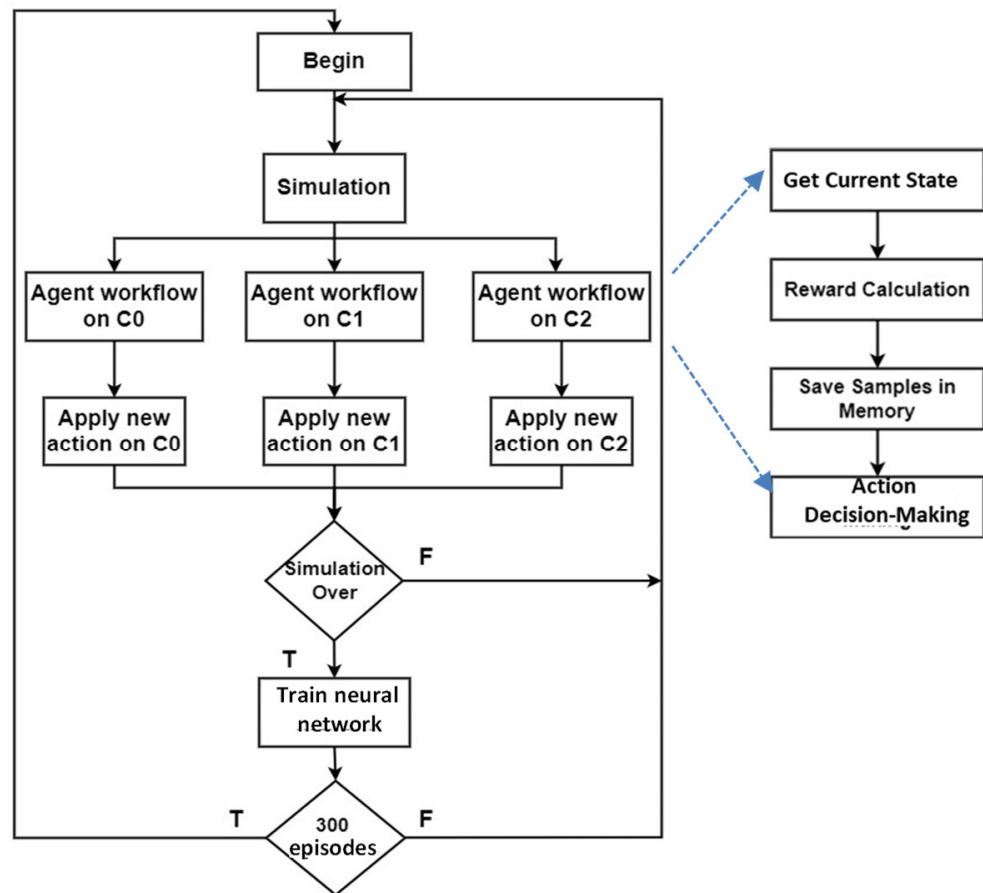 Begin
Simulation
Agent workflow
on C0
Agent workflow
on C1
Agent workflow
on C2
Apply new
action on C0
Apply new
action on C1
Apply new
action on C2
Simulation
Over
F
T
Train neural
network
300
episodes
T
F
Get Current State
Reward Calculation
Save Samples in
Memory
Action
Decision-Making